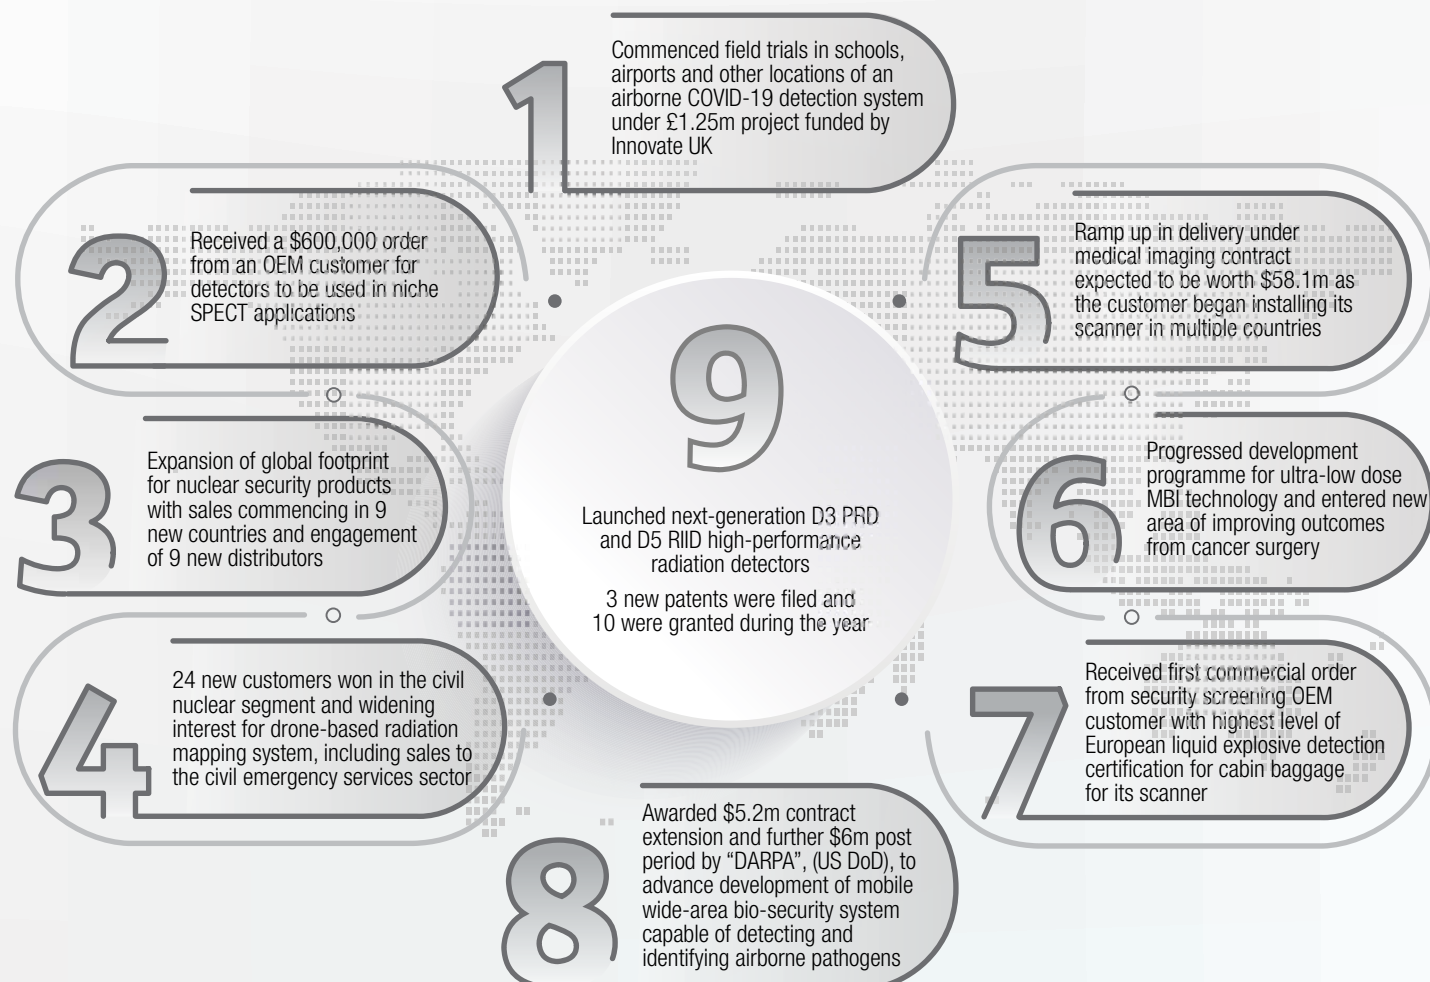 1
Commenced field trials in schools,
airports and other locations of an
airborne COVID-19 detection system
under £1.25m project funded by
Innovate UK
2
Received a $600,000 order
from an OEM customer for
detectors to be used in niche
SPECT applications
3
Expansion of global footprint
for nuclear security products
with sales commencing in 9
new countries and engagement
of 9 new distributors
4
24 new customers won in the civil
nuclear segment and widening
interest for drone-based radiation
mapping system, including sales to
the civil emergency services sector
5
Ramp up in delivery under
medical imaging contract
expected to be worth $58.1m as
the customer began installing its
scanner in multiple countries
6
Progressed development
programme for ultra-low dose
MBI technology and entered new
area of improving outcomes
from cancer surgery
7
Received first commercial order
from security screening OEM
customer with highest level of
European liquid explosive detection
certification for cabin baggage
for its scanner
8
Awarded $5.2m contract
extension and further $6m post
period by “DARPA”, (US DoD), to
advance development of mobile
wide-area bio-security system
capable of detecting and
identifying airborne pathogens
9
Launched next-generation D3 PRD
and D5 RIID high-performance
radiation detectors
3 new patents were filed and
10 were granted during the year